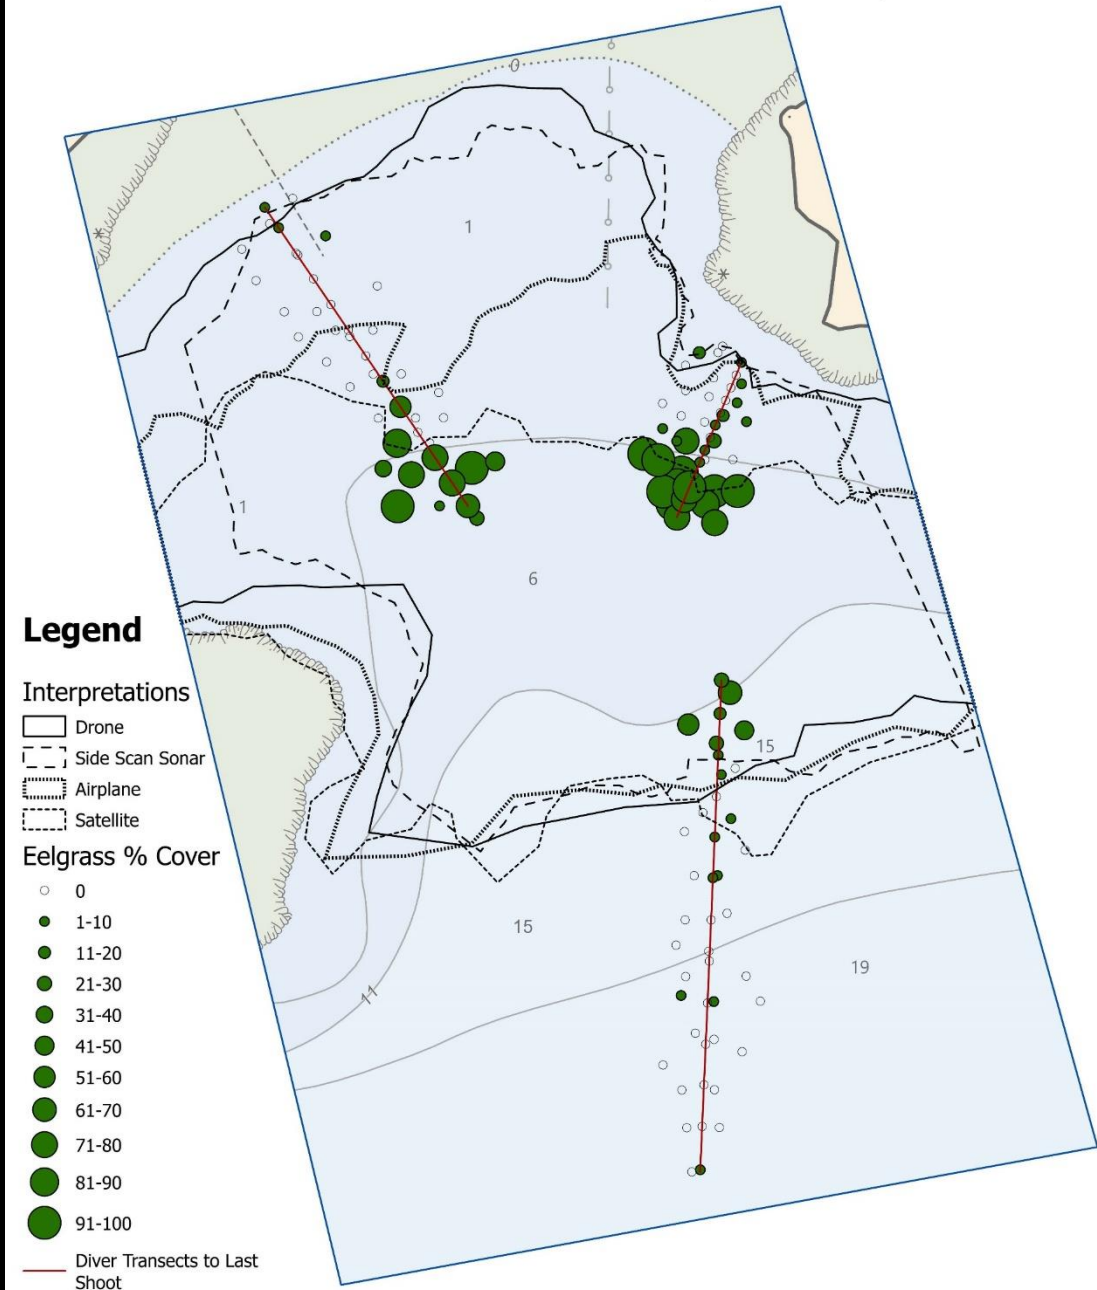 0
1
1
6
15
15
19
11
Legend
Interpretations
Drone
Side Scan Sonar
Airplane
Satellite
Eelgrass % Cover
0
1-10
11-20
21-30
31-40
41-50
51-60
61-70
71-80
81-90
91-100
Diver Transects to Last
Shoot